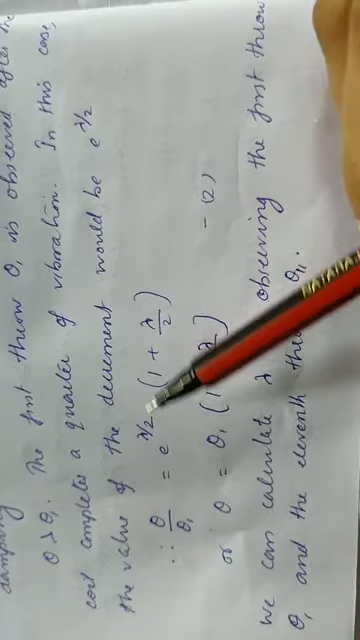 damping
θ > θ₁. The first throw θ₁ is observed after the
coil completes a quarter of vibration. In this case,
the value of the decrement would be e^λ/2
∴ θ/θ₁ = e^λ/2 (1 + λ/2)
or θ = θ₁ (1 λ/2) - (2)
We can calculate λ observing the first throw
θ₁ and the eleventh θ₁₁.